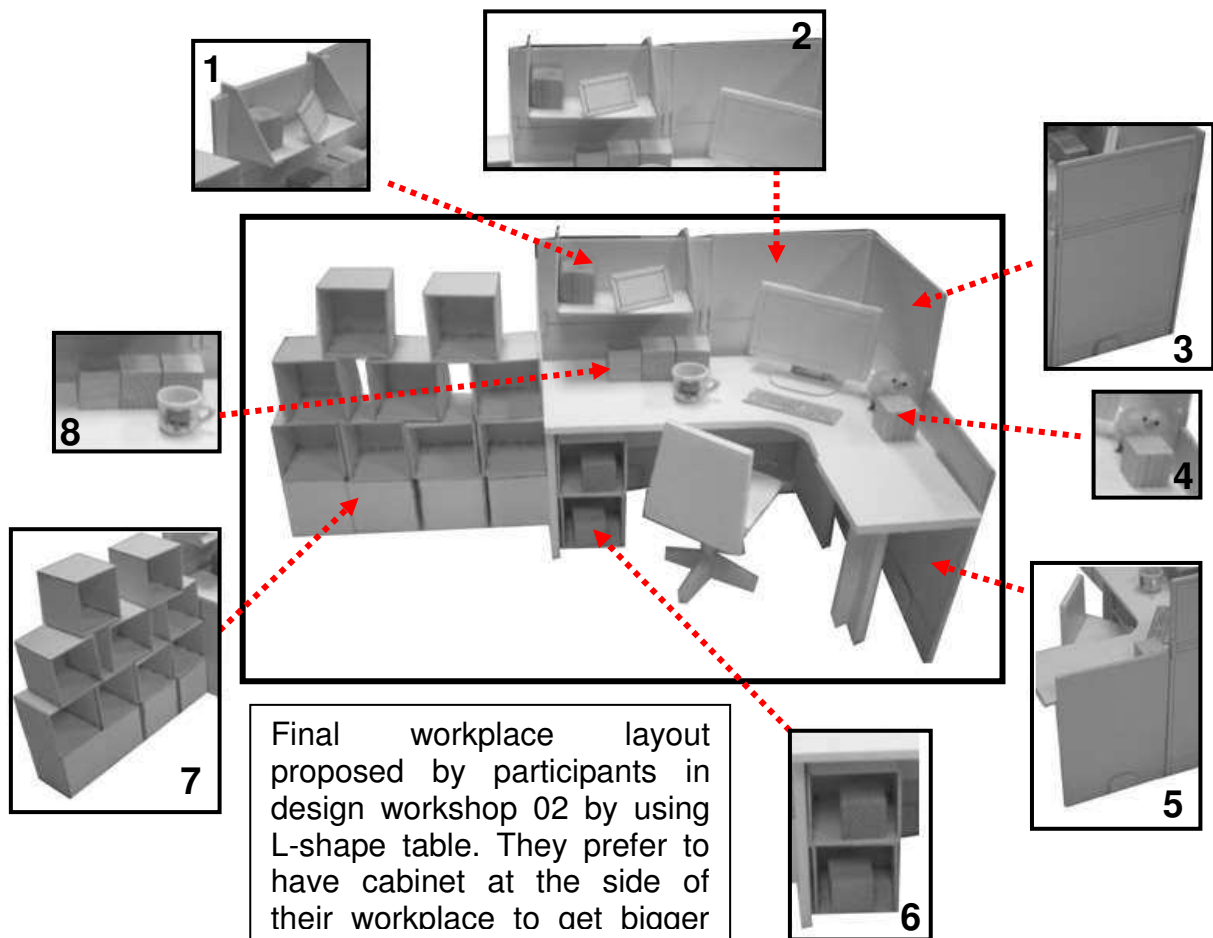 1
2
3
8
4
7
5
6
Final workplace layout
proposed by participants in
design workshop 02 by using
L-shape table. They prefer to
have cabinet at the side of
their workplace to get bigger